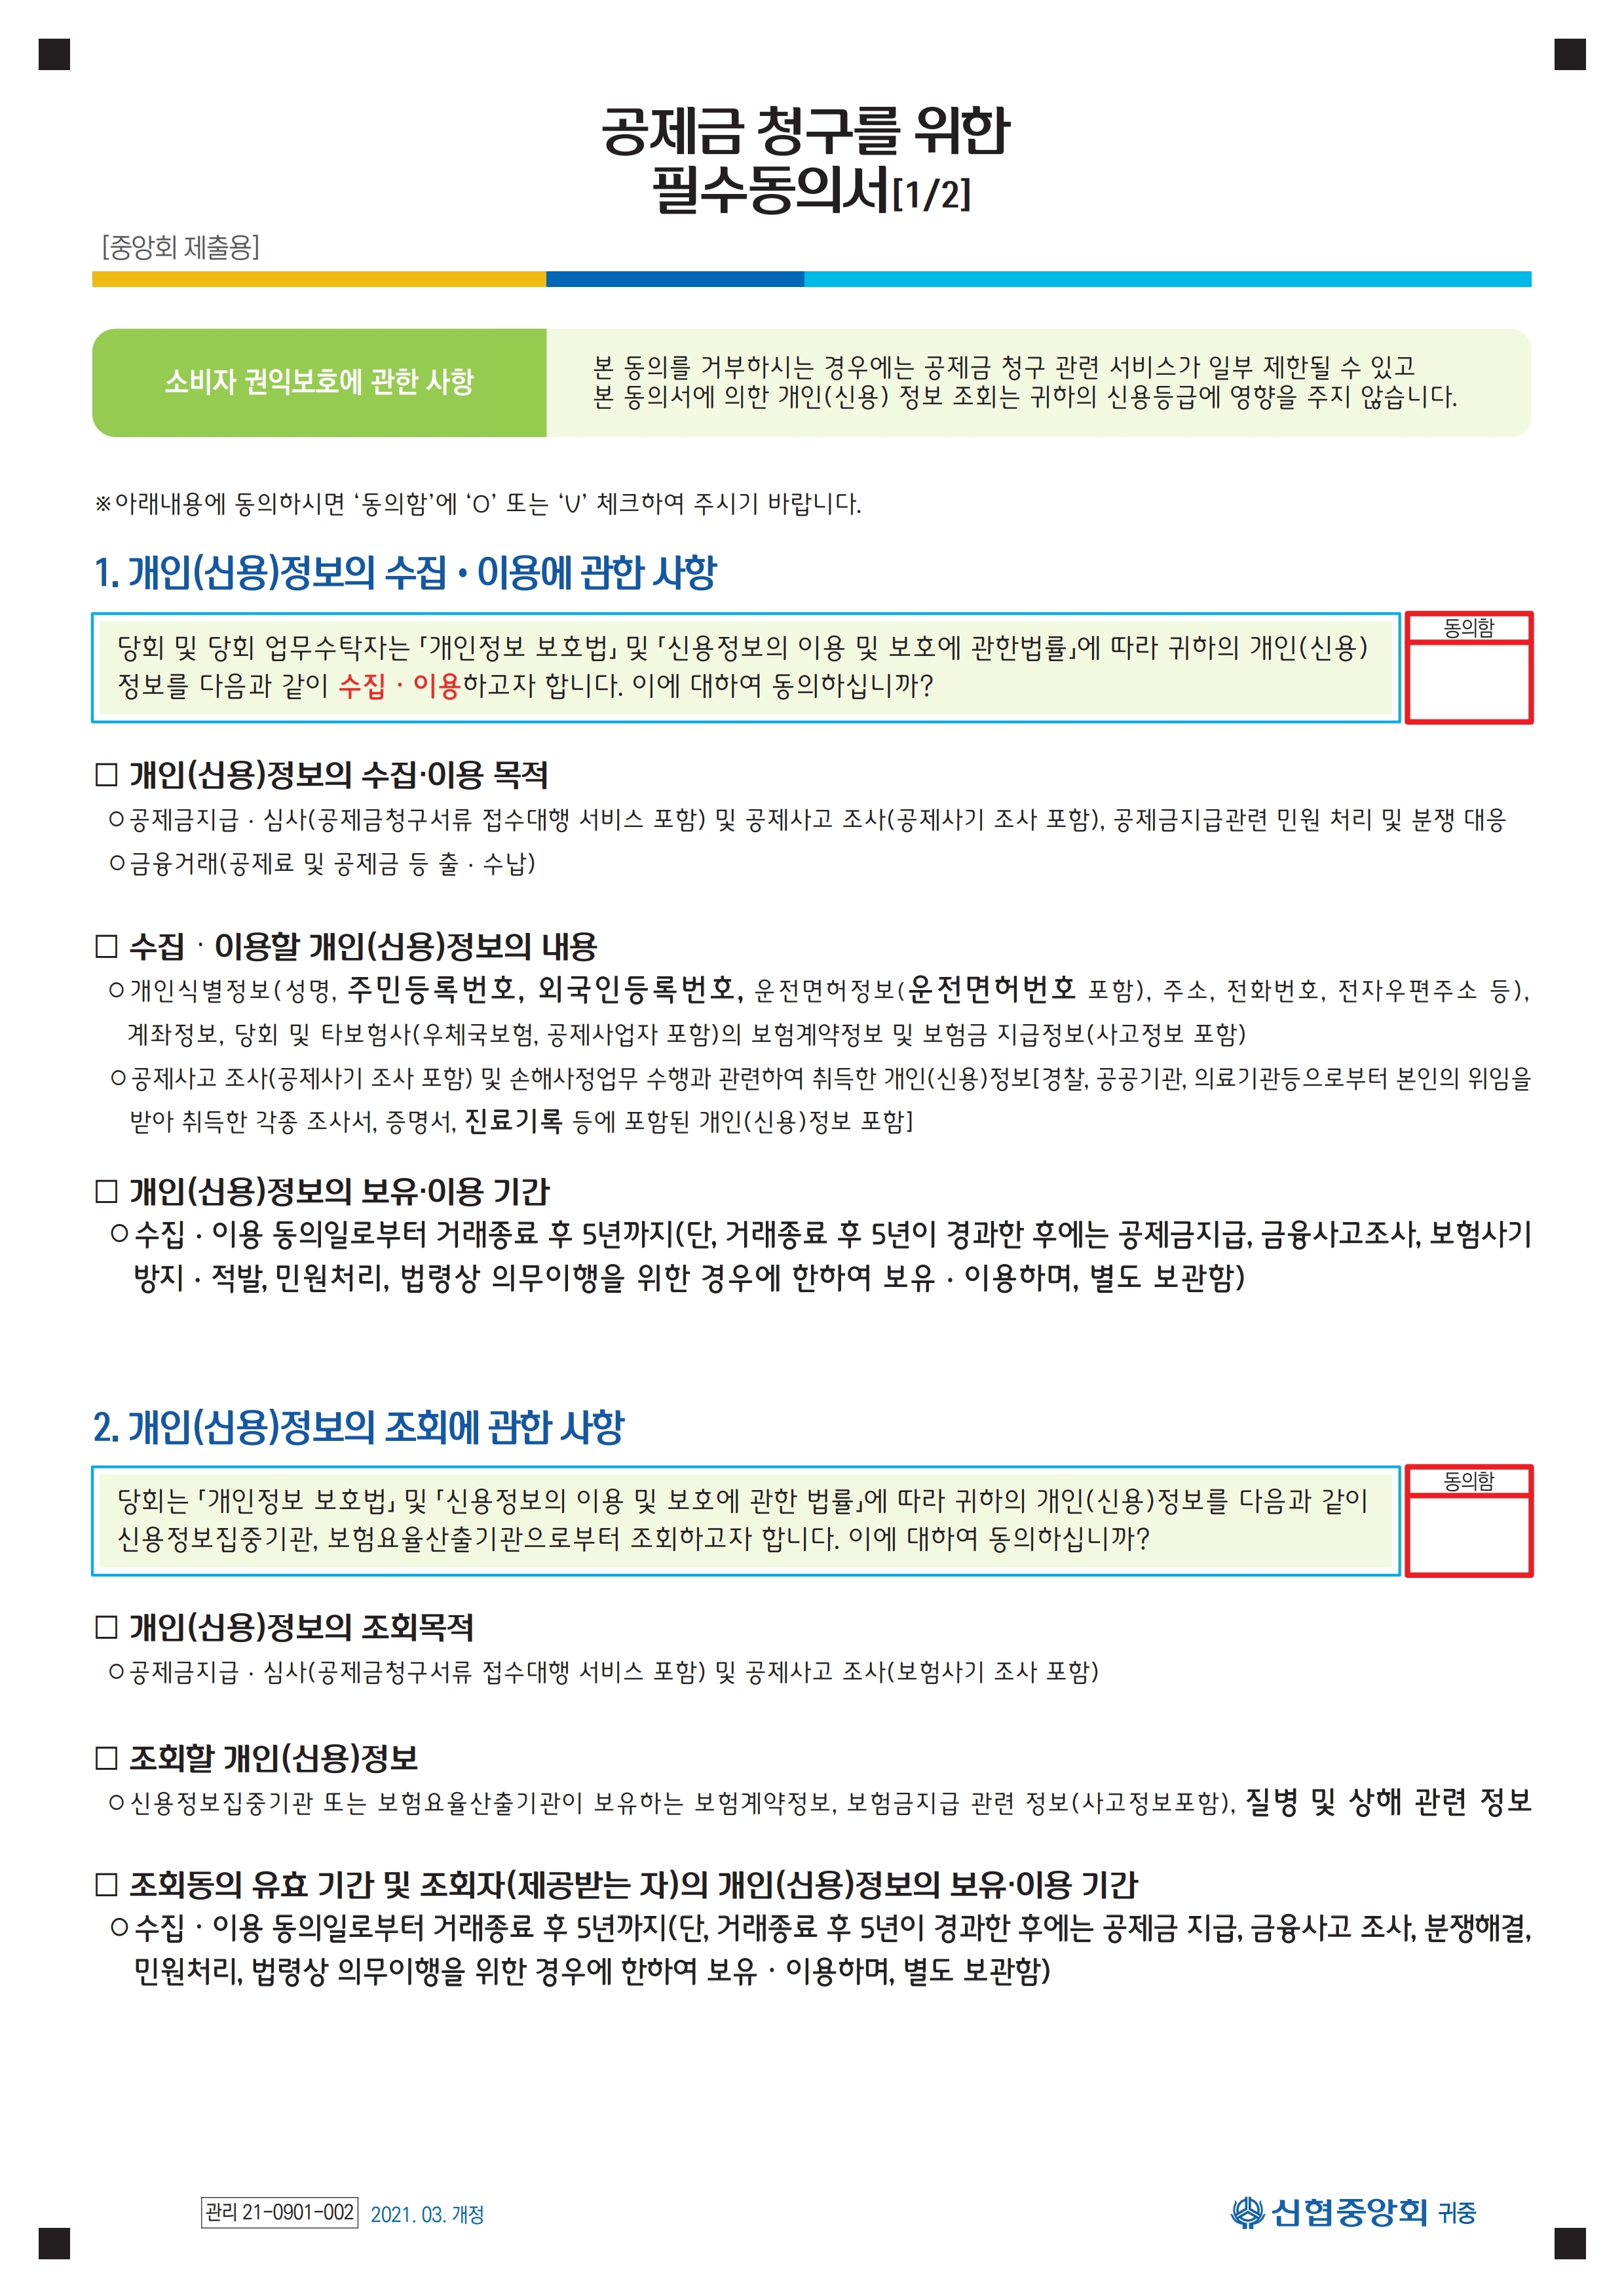 공제금 청구를 위한
필수동의서[1/2]
[중앙회 제출용]
소비자 권익보호에 관한 사항
본 동의를 거부하시는 경우에는 공제금 청구 관련 서비스가 일부 제한될 수 있고
본 동의서에 의한 개인(신용) 정보 조회는 귀하의 신용등급에 영향을 주지 않습니다.
※아래내용에 동의하시면 ‘동의함’에 ‘O’ 또는 ‘V’ 체크하여 주시기 바랍니다.
1. 개인(신용)정보의 수집•이용에 관한 사항
당회 및 당회 업무수탁자는 ｢개인정보 보호법｣ 및 ｢신용정보의 이용 및 보호에 관한법률｣에 따라 귀하의 개인(신용)
정보를 다음과 같이 수집 · 이용하고자 합니다. 이에 대하여 동의하십니까?
동의함
□ 개인(신용)정보의 수집·이용 목적
○ 공제금지급 · 심사(공제금청구서류 접수대행 서비스 포함) 및 공제사고 조사(공제사기 조사 포함), 공제금지급관련 민원 처리 및 분쟁 대응
○ 금융거래(공제료 및 공제금 등 출 · 수납)
□ 수집 · 이용할 개인(신용)정보의 내용
○ 개인식별정보(성명, 주민등록번호, 외국인등록번호, 운전면허정보(운전면허번호 포함), 주소, 전화번호, 전자우편주소 등),
계좌정보, 당회 및 타보험사(우체국보험, 공제사업자 포함)의 보험계약정보 및 보험금 지급정보(사고정보 포함)
○ 공제사고 조사(공제사기 조사 포함) 및 손해사정업무 수행과 관련하여 취득한 개인(신용)정보[경찰, 공공기관, 의료기관등으로부터 본인의 위임을
받아 취득한 각종 조사서, 증명서, 진료기록 등에 포함된 개인(신용)정보 포함]
□ 개인(신용)정보의 보유·이용 기간
○ 수집 · 이용 동의일로부터 거래종료 후 5년까지(단, 거래종료 후 5년이 경과한 후에는 공제금지급, 금융사고조사, 보험사기
방지 · 적발, 민원처리, 법령상 의무이행을 위한 경우에 한하여 보유 · 이용하며, 별도 보관함)
2. 개인(신용)정보의 조회에 관한 사항
당회는 ｢개인정보 보호법｣ 및 ｢신용정보의 이용 및 보호에 관한 법률｣에 따라 귀하의 개인(신용)정보를 다음과 같이
신용정보집중기관, 보험요율산출기관으로부터 조회하고자 합니다. 이에 대하여 동의하십니까?
동의함
□ 개인(신용)정보의 조회목적
○ 공제금지급 · 심사(공제금청구서류 접수대행 서비스 포함) 및 공제사고 조사(보험사기 조사 포함)
□ 조회할 개인(신용)정보
○ 신용정보집중기관 또는 보험요율산출기관이 보유하는 보험계약정보, 보험금지급 관련 정보(사고정보포함), 질병 및 상해 관련 정보
□ 조회동의 유효 기간 및 조회자(제공받는 자)의 개인(신용)정보의 보유·이용 기간
○ 수집 · 이용 동의일로부터 거래종료 후 5년까지(단, 거래종료 후 5년이 경과한 후에는 공제금 지급, 금융사고 조사, 분쟁해결,
민원처리, 법령상 의무이행을 위한 경우에 한하여 보유 · 이용하며, 별도 보관함)
관리 21-0901-002 2021. 03. 개정
신협중앙회 귀중